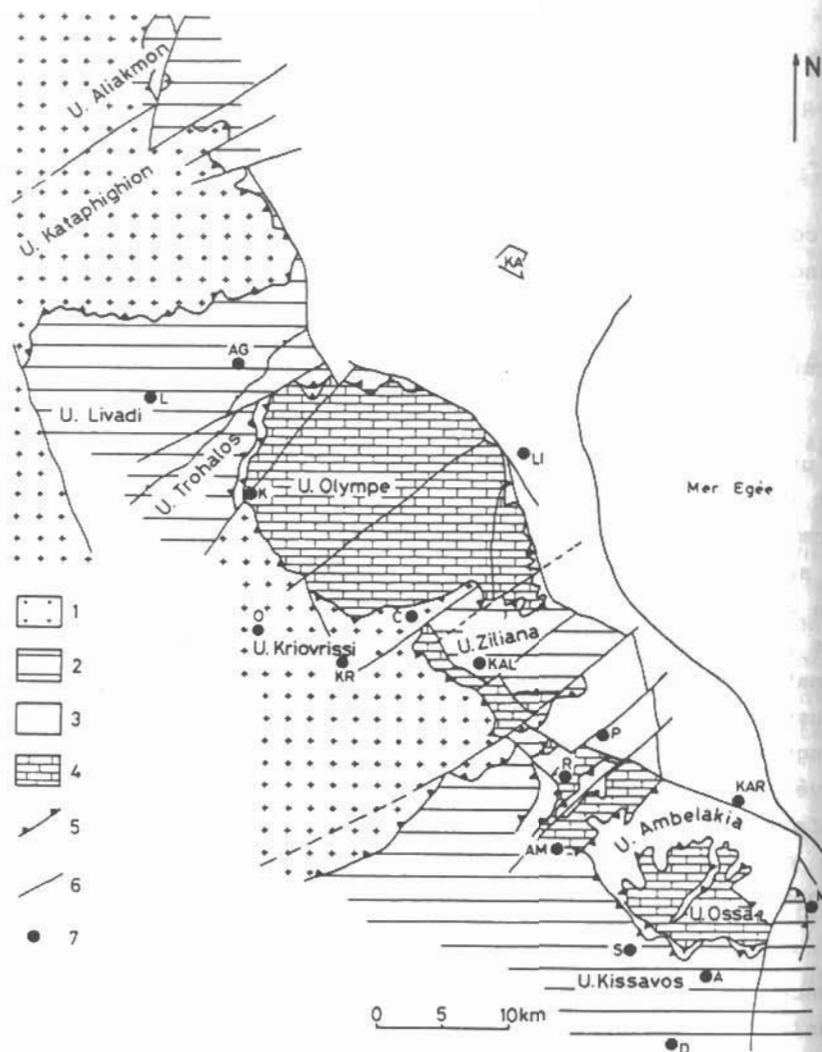 N
U. Aliakmon
U. Kataphighion
KA
AG
L
U. Livadi
U. Trohalos
K
U. Olympe
LI
Mer Egée
O
C
U. Kriovrissi
KR
U. Ziliana
KAL
P
R
KAR
U. Ambelakia
AM
U. Ossa
S
U. Kissavos
A
D
1
2
3
4
5
6
7
0 5 10km